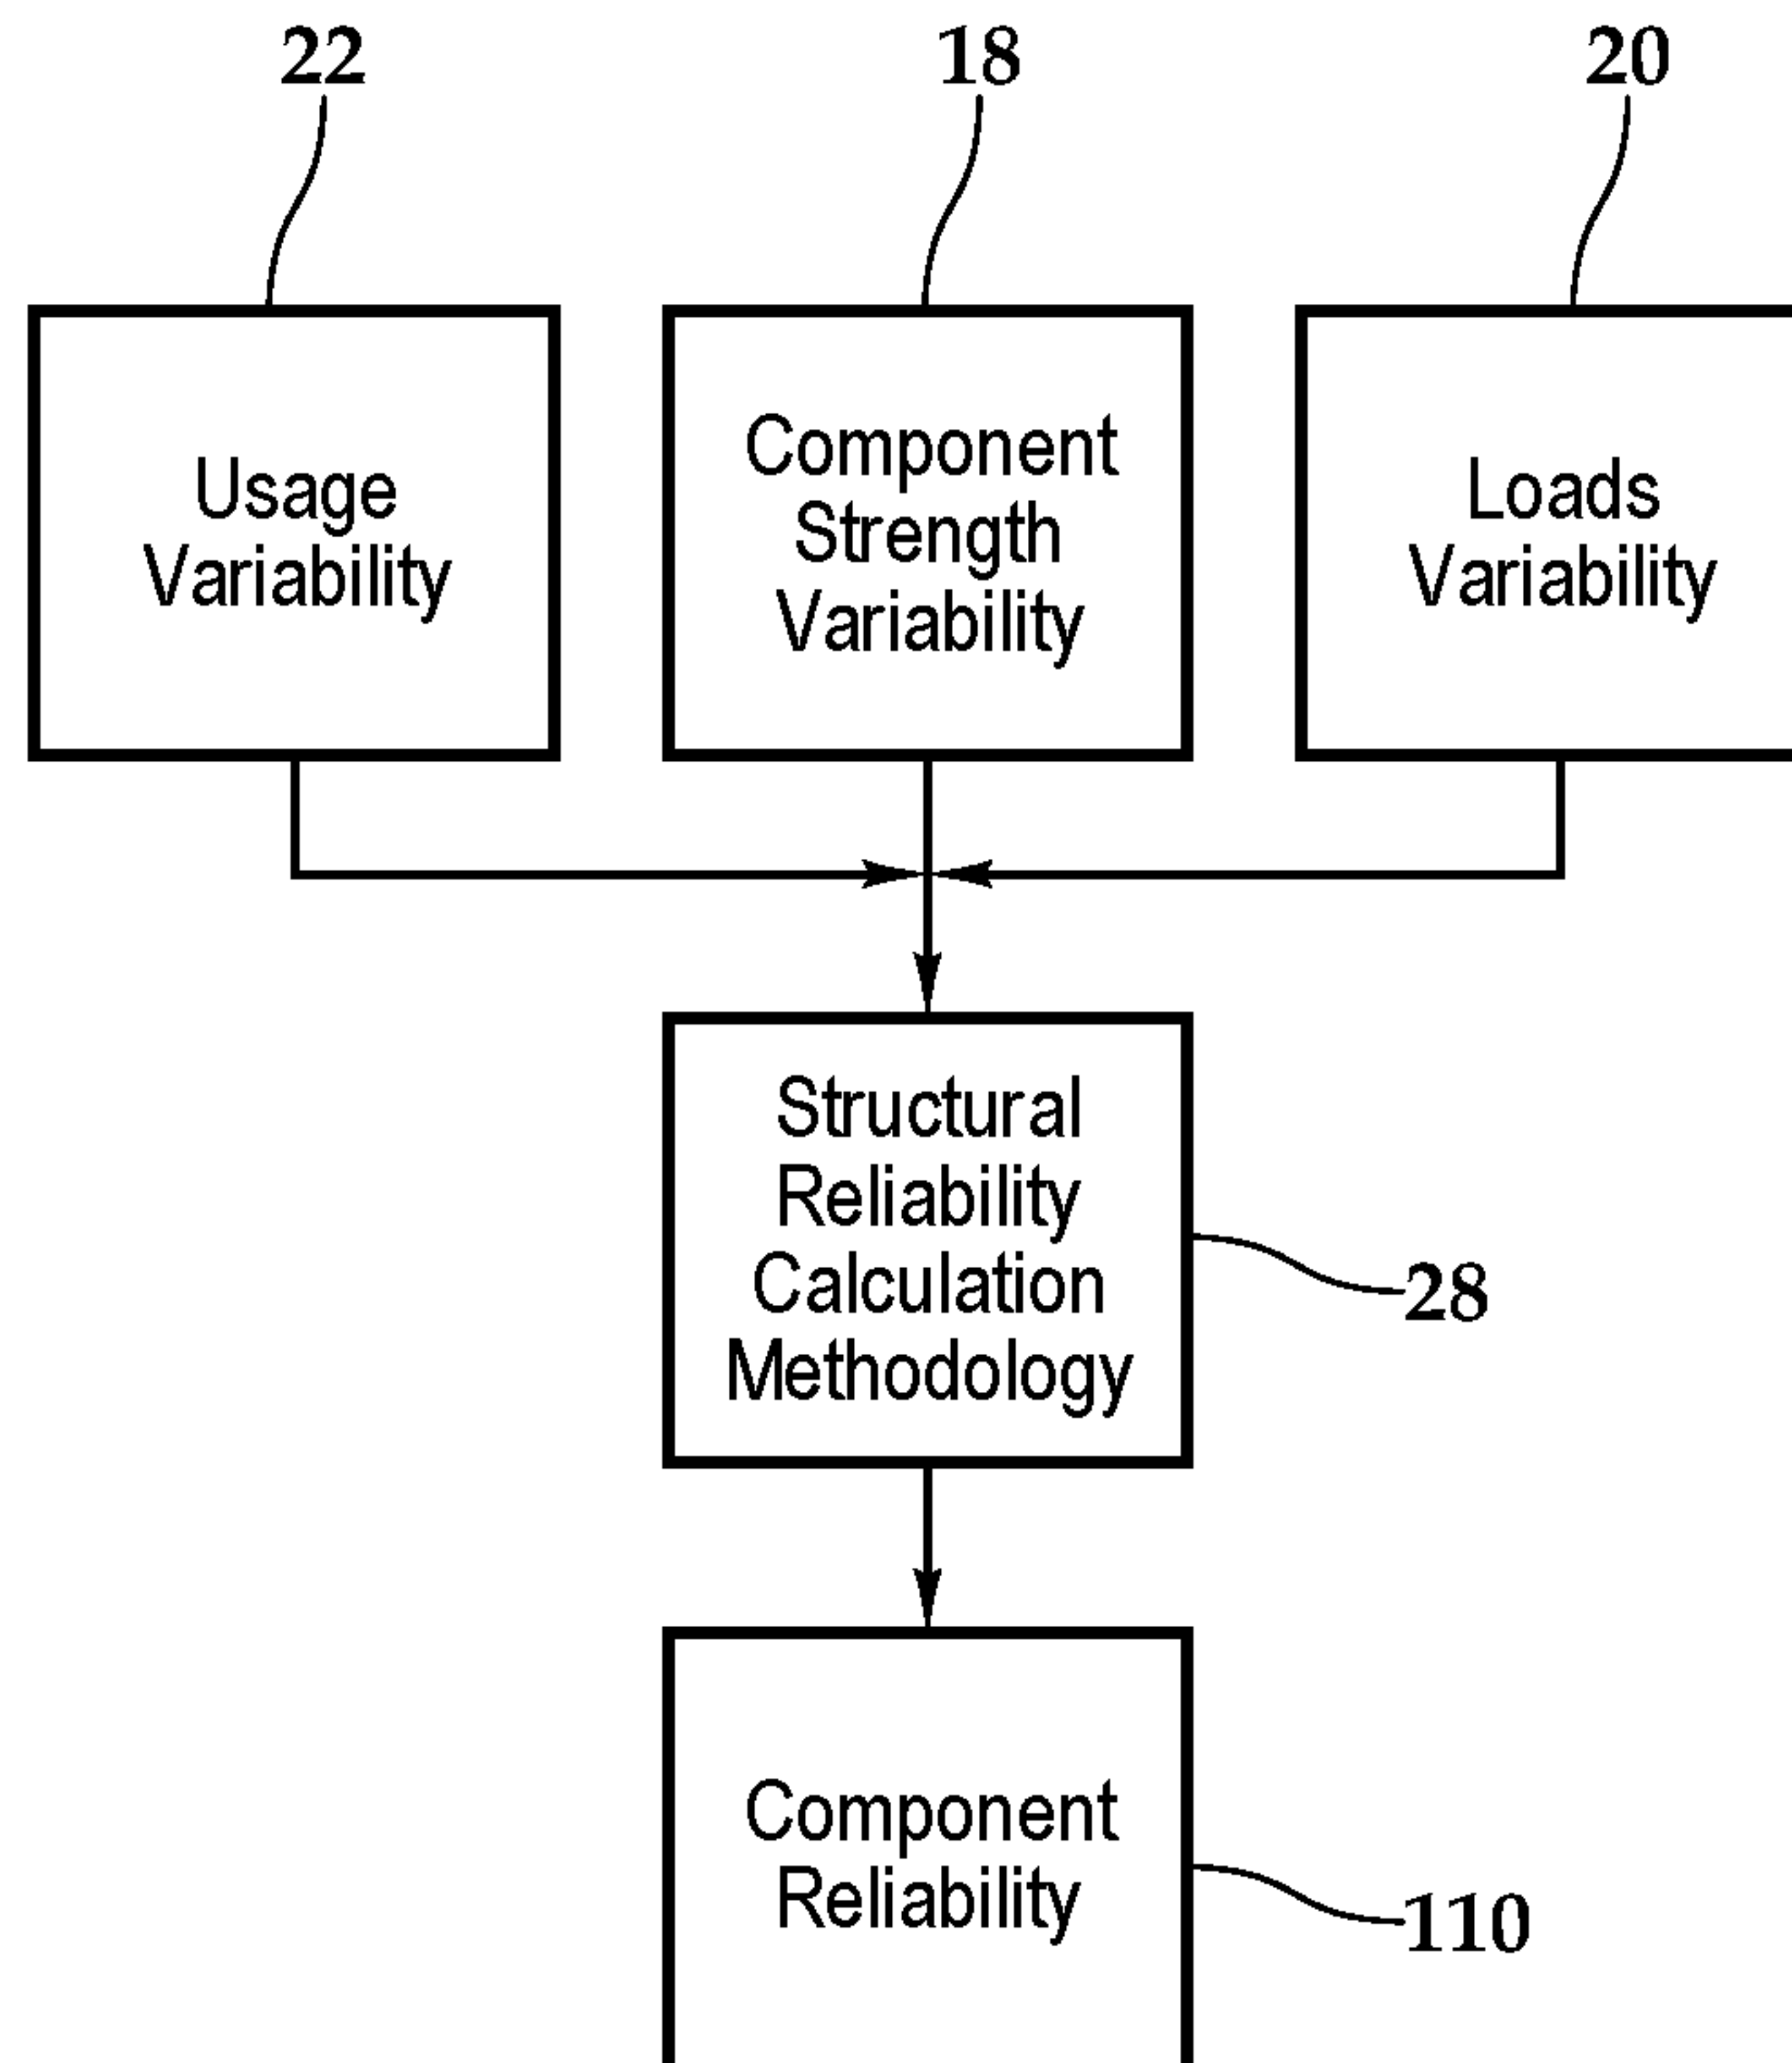 22
18
20
Usage
Variability
Component
Strength
Variability
Loads
Variability
Structural
Reliability
Calculation
Methodology
28
Component
Reliability
110